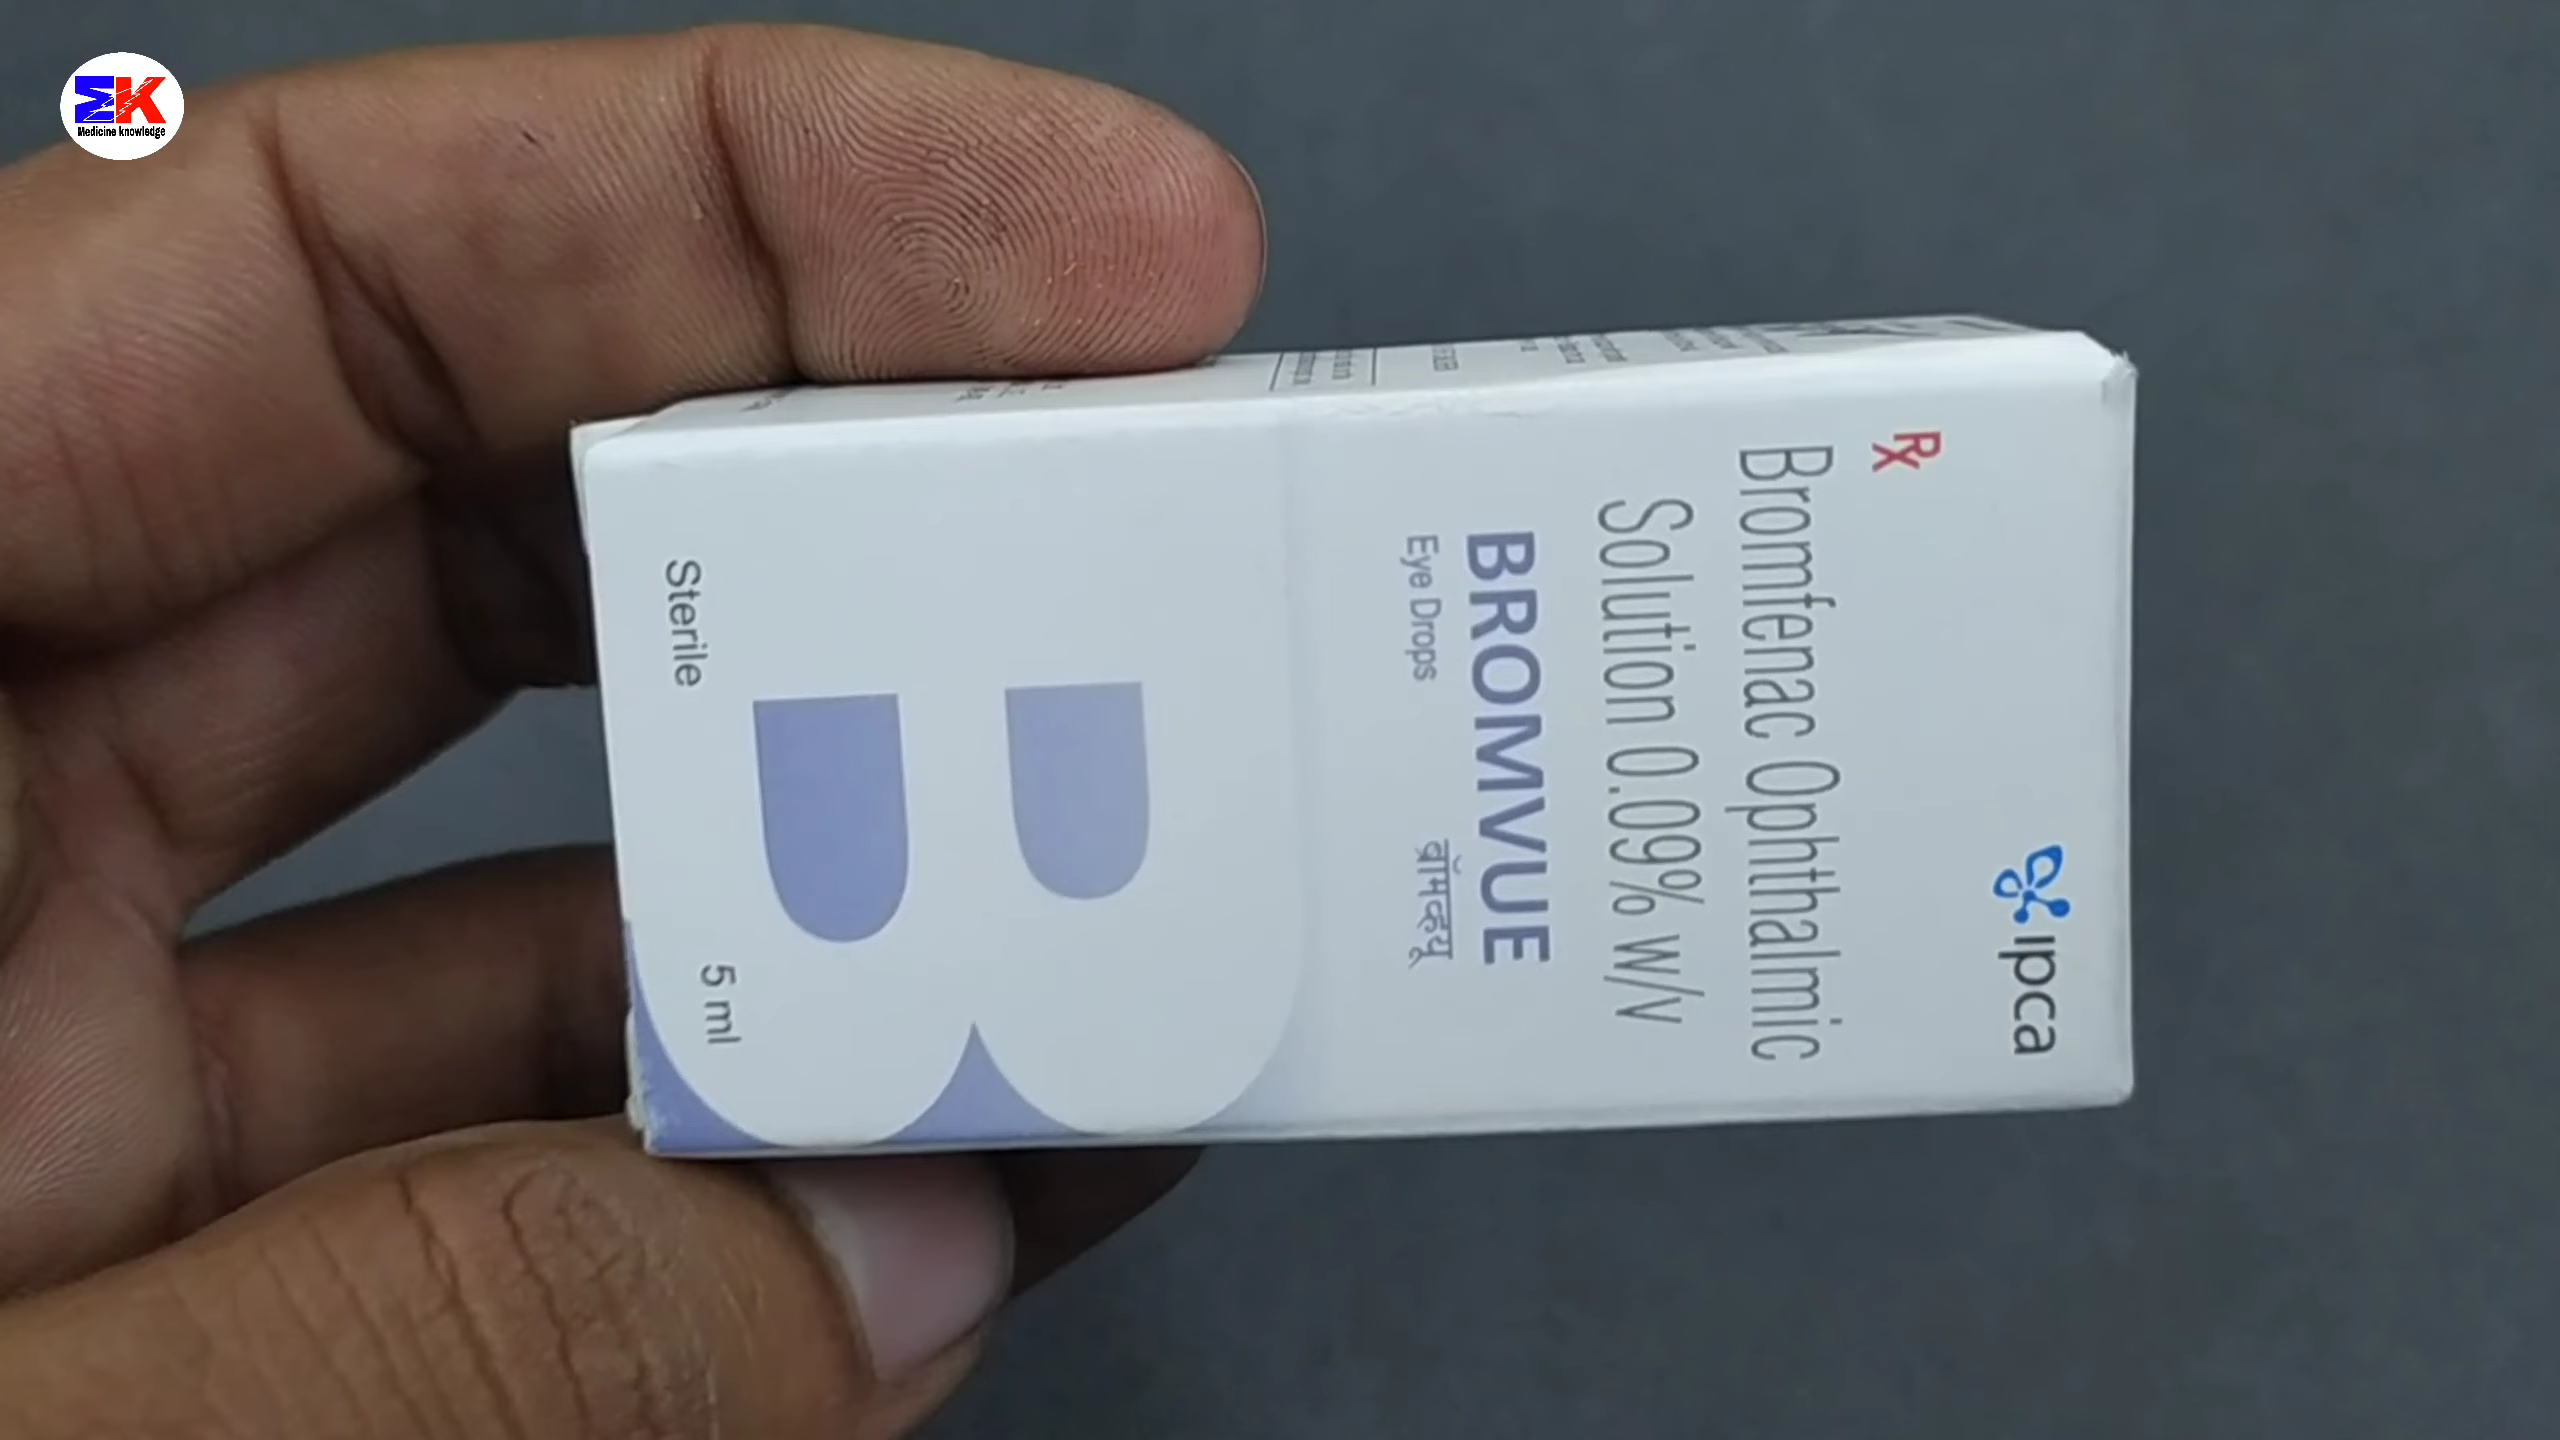 Medicine knowledge
ipca
Rx
Bromfenac Ophthalmic
Solution 0.09% w/v
BROMVUE
Eye Drops ब्रॉमव्ह्यू
Sterile 5 ml